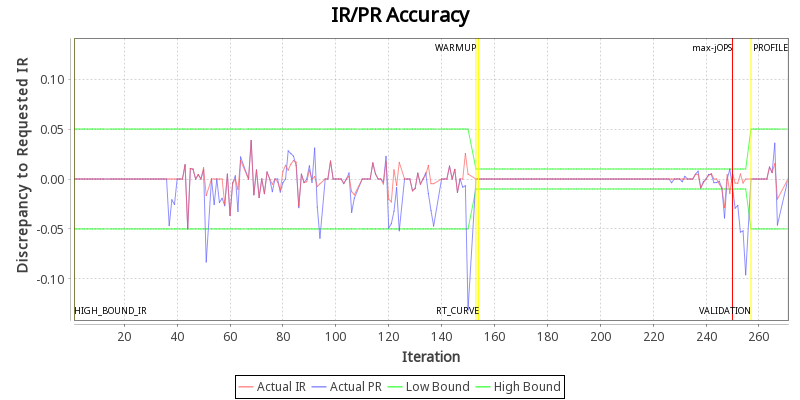 IR/PR Accuracy
Discrepancy to Requested IR
0.10
0.05
0.00
-0.05
-0.10
WARMUP
max-jOPS
PROFILE
HIGH_BOUND_IR
RT_CURVE
VALIDATION
20 40 60 80 100 120 140 160 180 200 220 240 260
Iteration
Actual IR Actual PR Low Bound High Bound